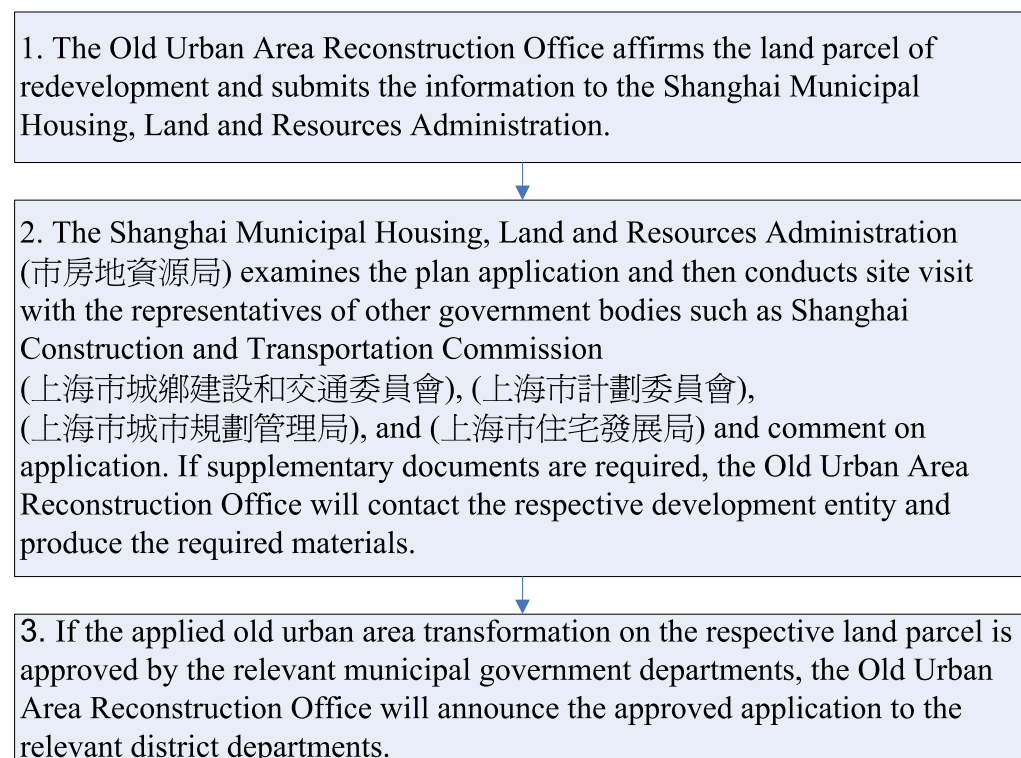 1. The Old Urban Area Reconstruction Office affirms the land parcel of
redevelopment and submits the information to the Shanghai Municipal
Housing, Land and Resources Administration.
2. The Shanghai Municipal Housing, Land and Resources Administration
(市房地資源局) examines the plan application and then conducts site visit
with the representatives of other government bodies such as Shanghai
Construction and Transportation Commission
(上海市城鄉建設和交通委員會), (上海市計劃委員會),
(上海市城市規劃管理局), and (上海市住宅發展局) and comment on
application. If supplementary documents are required, the Old Urban Area
Reconstruction Office will contact the respective development entity and
produce the required materials.
3. If the applied old urban area transformation on the respective land parcel is
approved by the relevant municipal government departments, the Old Urban
Area Reconstruction Office will announce the approved application to the
relevant district departments.